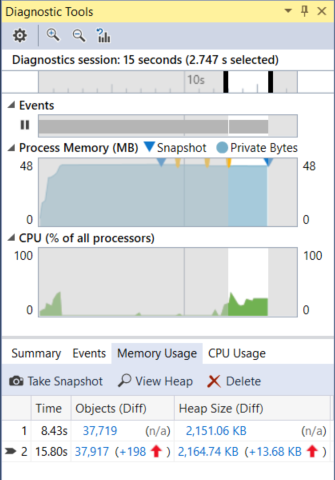 Diagnostic Tools
Diagnostics session: 15 seconds (2.747 s selected)
10s
Events
Process Memory (MB) Snapshot Private Bytes
48 48
0 0
CPU (% of all processors)
100 100
0 0
Summary Events Memory Usage CPU Usage
Take Snapshot View Heap Delete
Time Objects (Diff) Heap Size (Diff)
1 8.43s 37,719 (n/a) 2,151.06 KB (n/a)
2 15.80s 37,917 (+198 ) 2,164.74 KB (+13.68 KB )